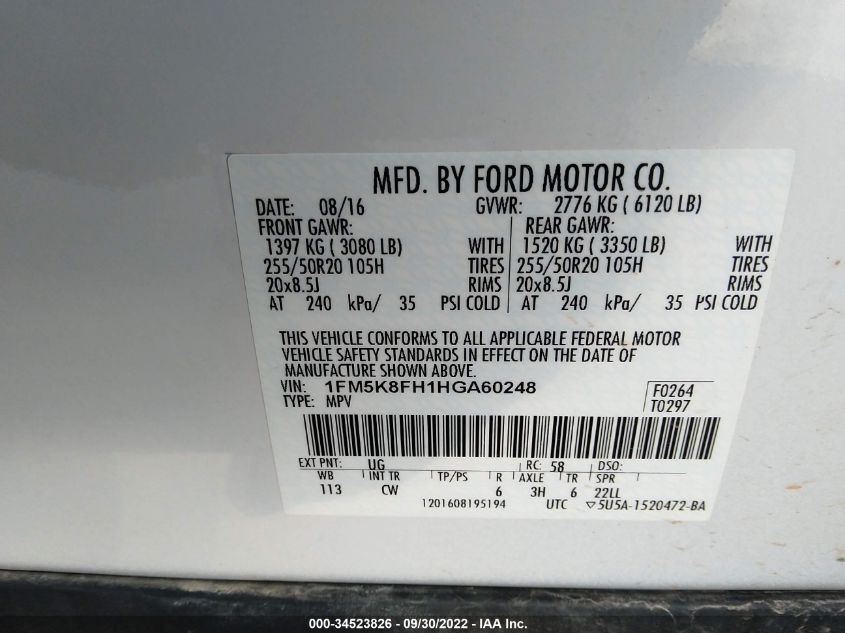 MFD. BY FORD MOTOR CO.
DATE: 08/16 GVWR: 2776 KG ( 6120 LB)
FRONT GAWR: REAR GAWR:
1397 KG ( 3080 LB) WITH 1520 KG ( 3350 LB) WITH
255/50R20 105H TIRES 255/50R20 105H TIRES
20x8.5J RIMS 20x8.5J RIMS
AT 240 kPa/ 35 PSI COLD AT 240 kPa/ 35 PSI COLD
THIS VEHICLE CONFORMS TO ALL APPLICABLE FEDERAL MOTOR
VEHICLE SAFETY STANDARDS IN EFFECT ON THE DATE OF
MANUFACTURE SHOWN ABOVE.
VIN: 1FM5K8FH1HGA60248 F0264
TYPE: MPV T0297
EXT PNT: UG RC: 58 DSO:
WB INT TR TP/PS R AXLE TR SPR
113 CW 6 3H 6 22LL
1201608195194 UTC ▽5U5A-1520472-BA
000-34523826 - 09/30/2022 - IAA Inc.